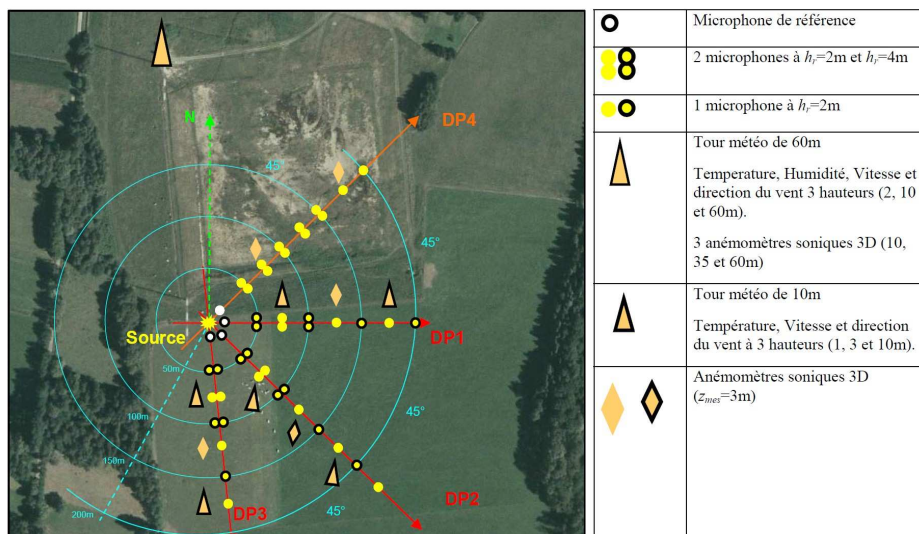 N
DP4
45°
45°
Source
DP1
50m
100m
45°
150m
DP2
DP3
45°
200m
Microphone de référence
2 microphones à hr=2m et hr=4m
1 microphone à hr=2m
Tour météo de 60m
Temperature, Humidité, Vitesse et
direction du vent 3 hauteurs (2, 10
et 60m).
3 anémomètres soniques 3D (10,
35 et 60m)
Tour météo de 10m
Température, Vitesse et direction
du vent à 3 hauteurs (1, 3 et 10m).
Anémomètres soniques 3D
(zmes=3m)